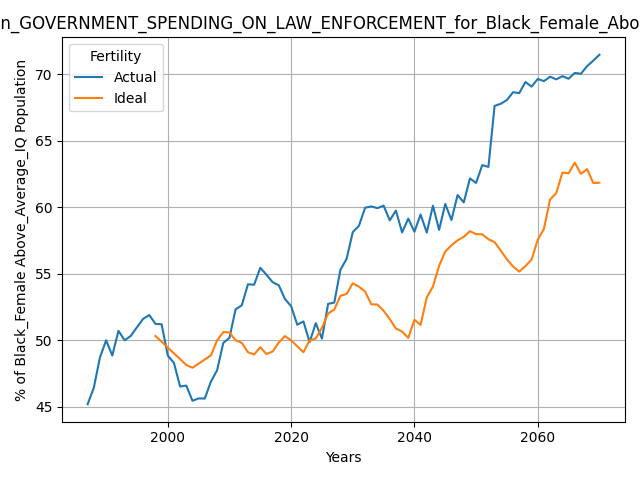 n_GOVERNMENT_SPENDING_ON_LAW_ENFORCEMENT_for_Black_Female_Abo
Fertility
Actual
Ideal
% of Black_Female Above_Average_IQ Population
70
65
60
55
50
45
2000
2020
2040
2060
Years